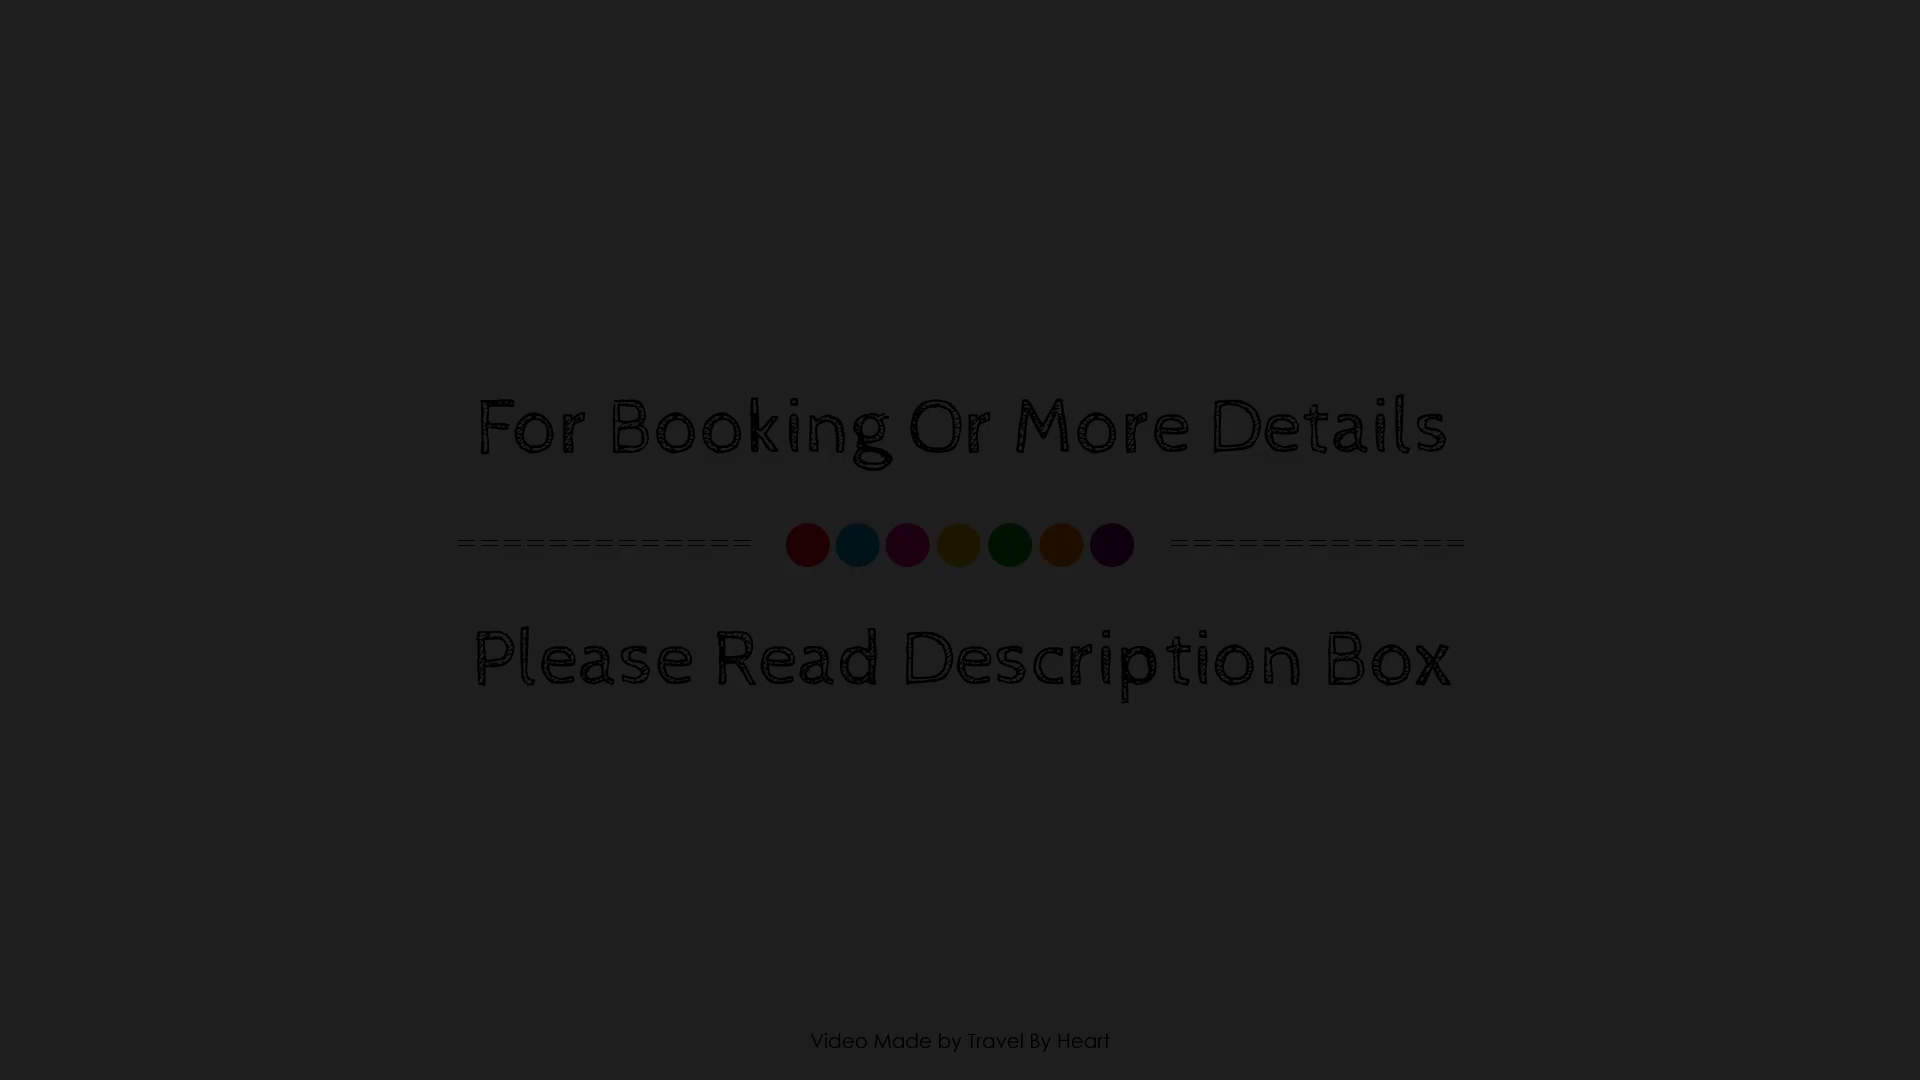 For Booking Or More Details
============= =============
Please Read Description Box
Video Made by Travel By Heart